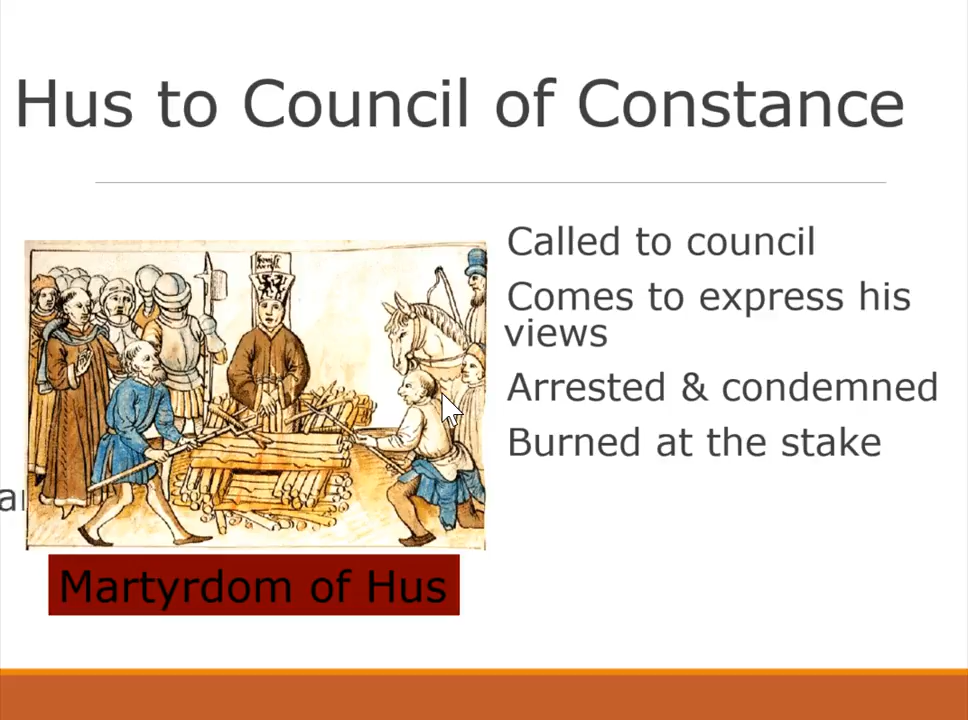 Hus to Council of Constance
Called to council
Comes to express his
views
Arrested & condemned
Burned at the stake
Martyrdom of Hus